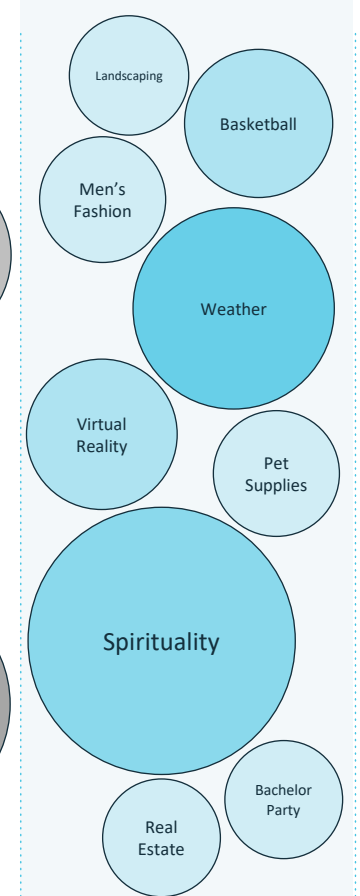 Landscaping
Basketball
Men's
Fashion
Weather
Virtual
Reality
Pet
Supplies
Spirituality
Bachelor
Party
Real
Estate